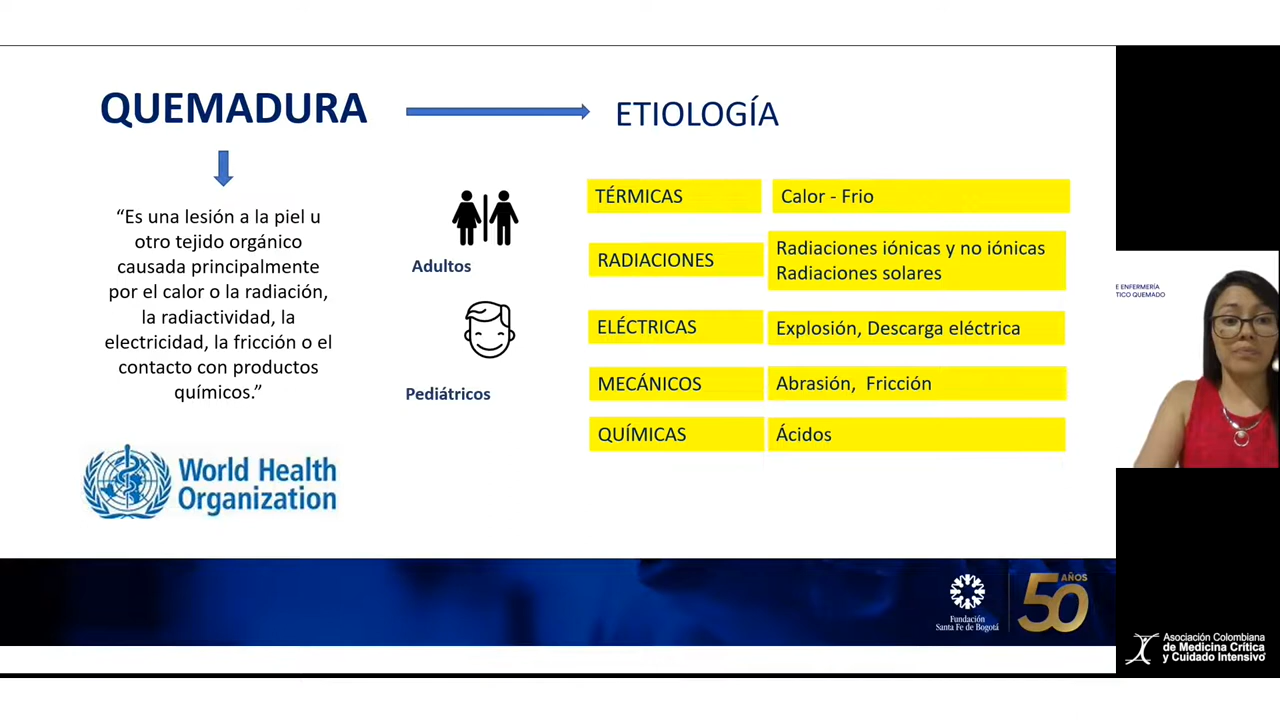 QUEMADURA
ETIOLOGÍA
“Es una lesión a la piel u
otro tejido orgánico
causada principalmente
por el calor o la radiación,
la radiactividad, la
electricidad, la fricción o el
contacto con productos
químicos.”
World Health
Organization
Adultos
Pediátricos
TÉRMICAS
Calor - Frio
RADIACIONES
Radiaciones iónicas y no iónicas
Radiaciones solares
ELÉCTRICAS
Explosión, Descarga eléctrica
MECÁNICOS
Abrasión,  Fricción
QUÍMICAS
Ácidos
E ENFERMERÍA
TICO QUEMADO
Fundación
Santa Fe de Bogotá
50 AÑOS
Asociación Colombiana
de Medicina Crítica
y Cuidado Intensivo